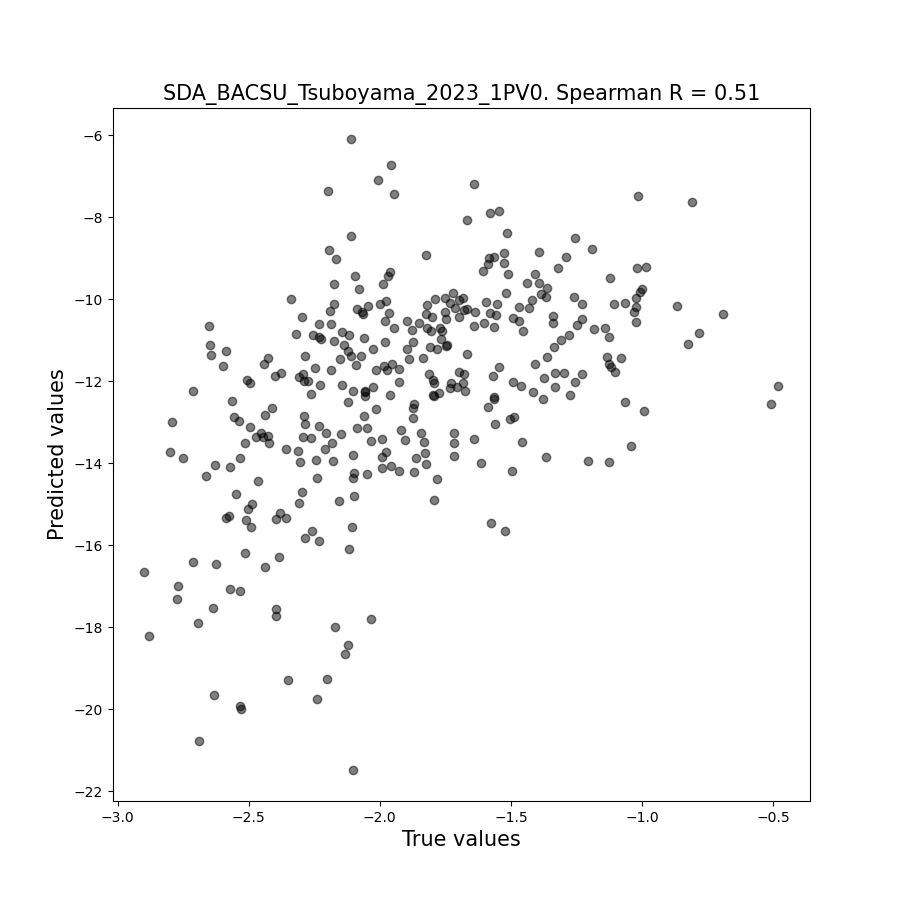 SDA_BACSU_Tsuboyama_2023_1PV0. Spearman R = 0.51
−6
−8
−10
−12
−14
−16
−18
−20
−22
Predicted values
−3.0 −2.5 −2.0 −1.5 −1.0 −0.5
True values